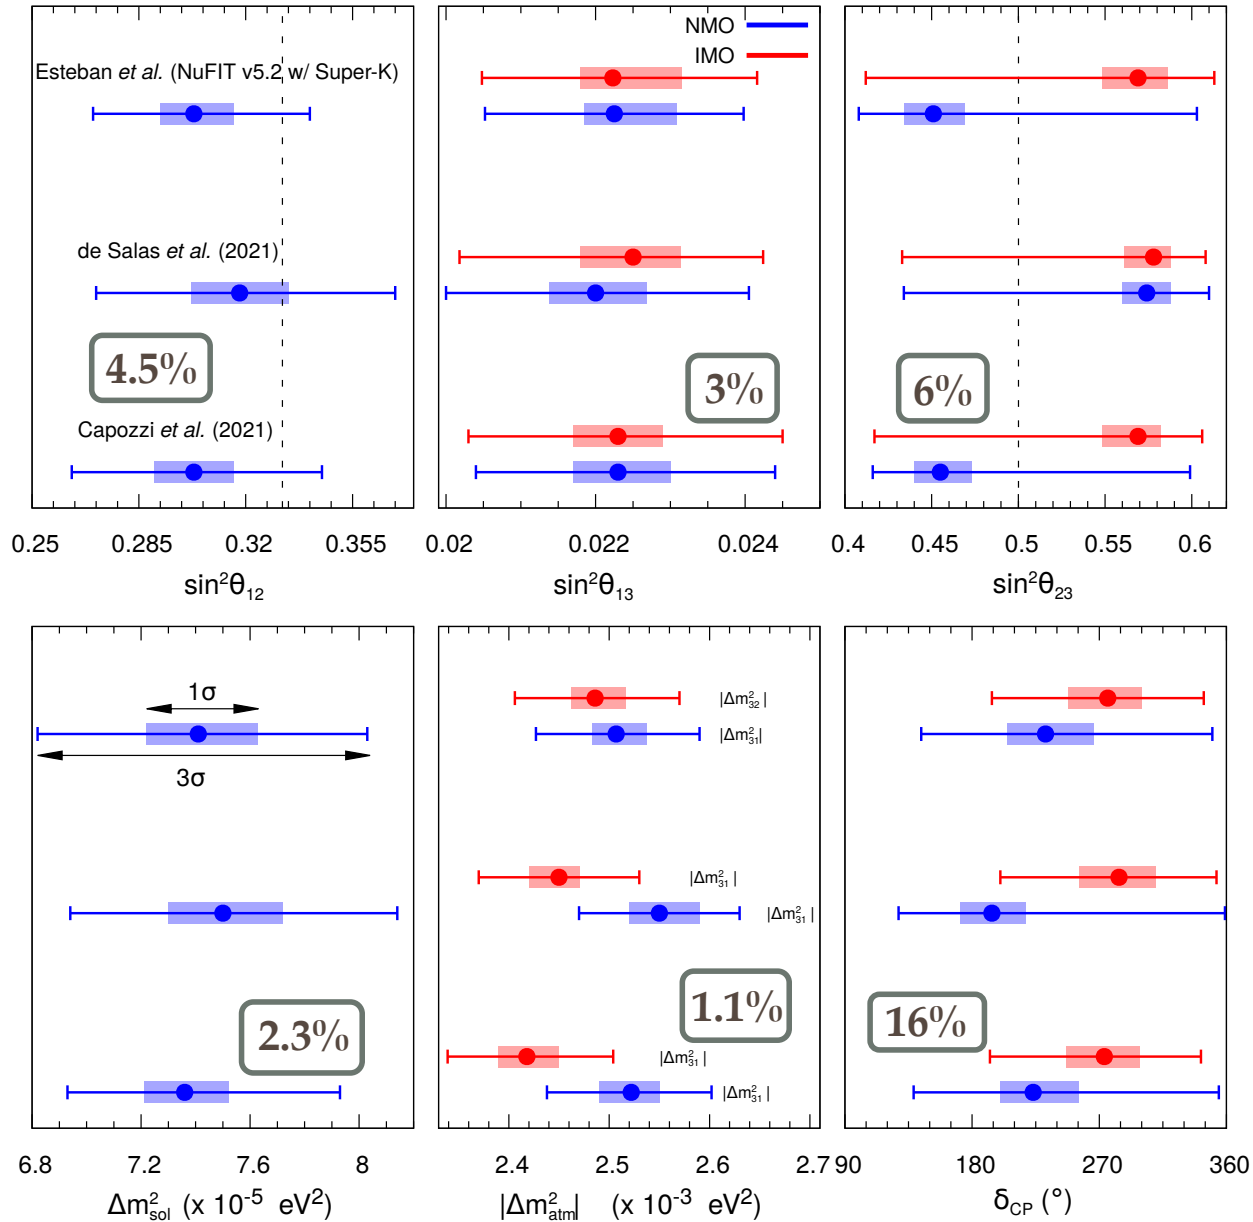 NMO
IMO
Esteban et al. (NuFIT v5.2 w/ Super-K)
de Salas et al. (2021)
4.5%
3%
6%
Capozzi et al. (2021)
0.25 0.285 0.32 0.355
0.02 0.022 0.024
0.4 0.45 0.5 0.55 0.6
sin²θ₁₂
sin²θ₁₃
sin²θ₂₃
1σ
3σ
|Δm²₃₂|
|Δm²₃₁|
|Δm²₃₁|
|Δm²₃₁|
2.3%
1.1%
16%
|Δm²₃₁|
|Δm²₃₁|
6.8 7.2 7.6 8
2.4 2.5 2.6 2.7
90 180 270 360
Δm²sol (x 10⁻⁵ eV²)
|Δm²atm| (x 10⁻³ eV²)
δCP (°)